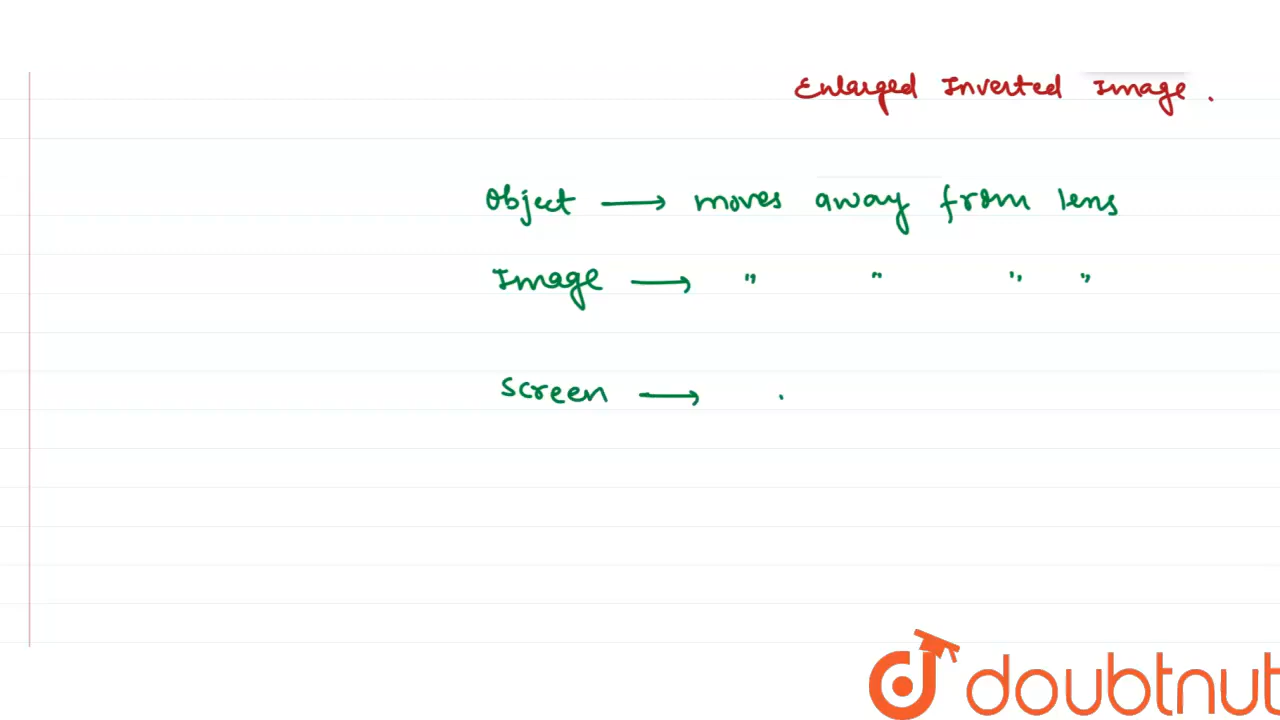 Enlarged Inverted Image .
Object → moves away from lens
Image → " " " "
Screen → .
doubtnut